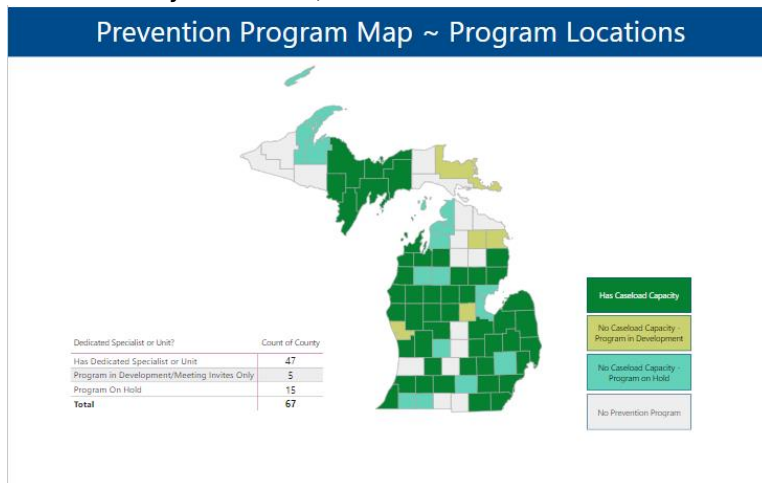 Prevention Program Map ~ Program Locations
Has Caseload Capacity
No Caseload Capacity -
Program in Development
No Caseload Capacity -
Program on Hold
No Prevention Program
Dedicated Specialist or Unit? Count of County
Has Dedicated Specialist or Unit 47
Program in Development/Meeting Invites Only 5
Program On Hold 15
Total 67